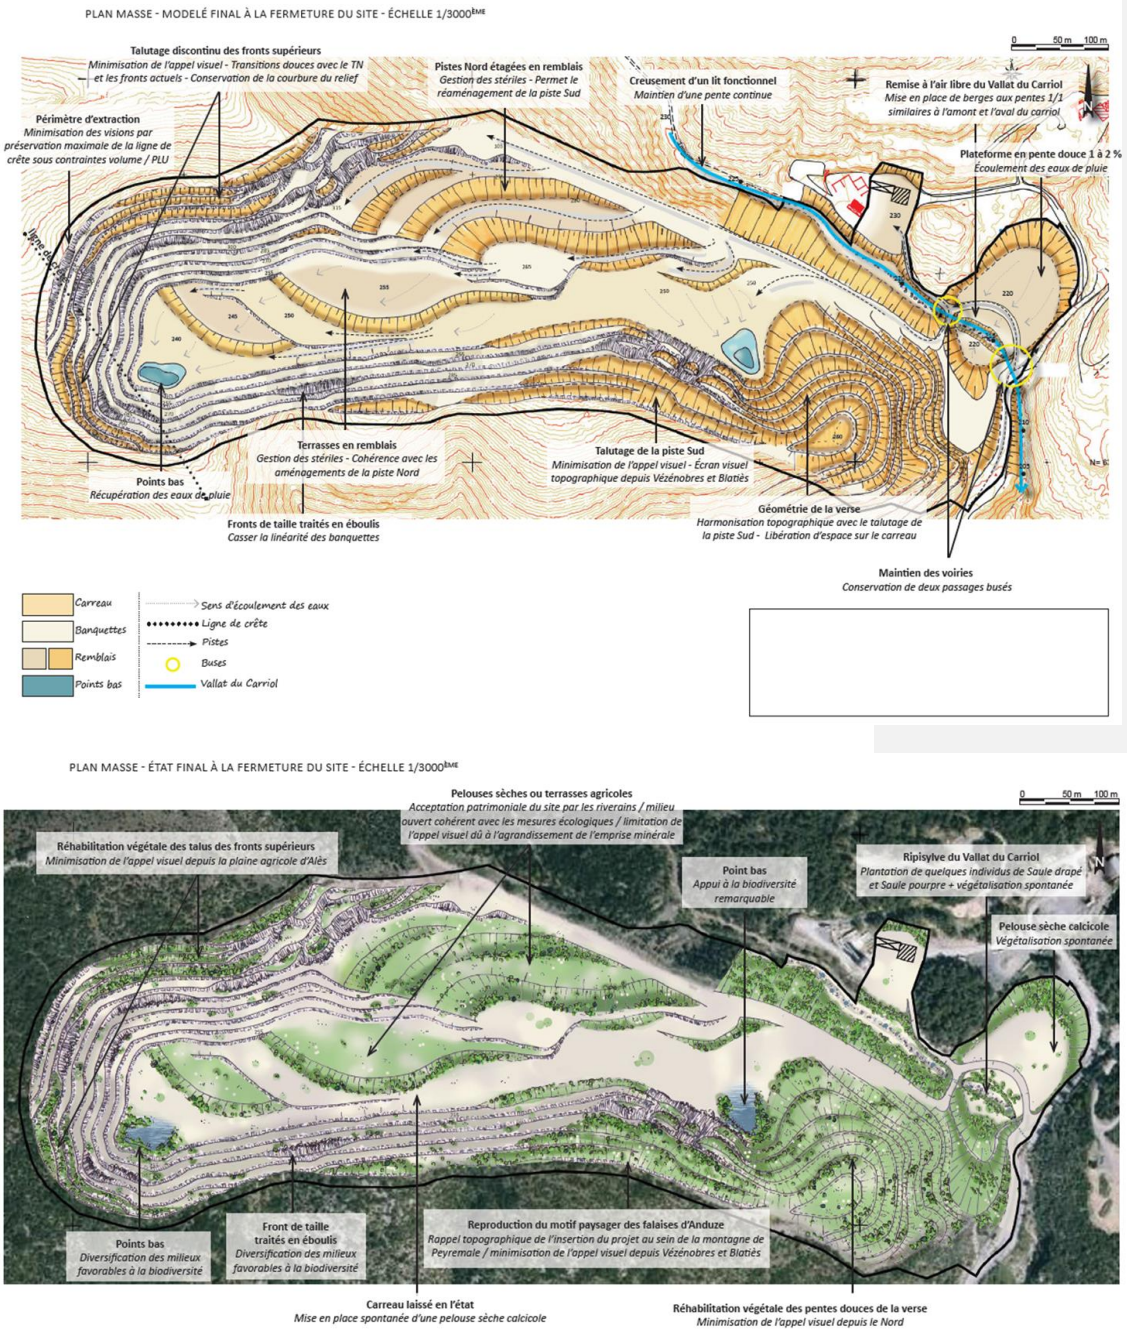 PLAN MASSE - MODELÉ FINAL À LA FERMETURE DU SITE - ÉCHELLE 1/3000ÈME
0 50 m 100 m
Talutage discontinu des fronts supérieurs
Minimisation de l'appel visuel - Transitions douces avec le TN
et les fronts actuels - Conservation de la courbure du relief
Pistes Nord étagées en remblais
Gestion des stériles - Permet le
réaménagement de la piste Sud
Creusement d'un lit fonctionnel
Maintien d'une pente continue
Remise à l'air libre du Vallat du Carriol
Mise en place de berges aux pentes 1/1
similaires à l'amont et l'aval du carriol
N
Périmètre d'extraction
Minimisation des visions par
préservation maximale de la ligne de
crête sous contraintes volume / PLU
Plateforme en pente douce 1 à 2 %
Écoulement des eaux de pluie
230
230
265
255
250
250
250
245
240
220
220
Terrasses en remblais
Gestion des stériles - Cohérence avec les
aménagements de la piste Nord
Talutage de la piste Sud
Minimisation de l'appel visuel - Écran visuel
topographique depuis Vézénobres et Blatiès
Points bas
Récupération des eaux de pluie
Géométrie de la verse
Harmonisation topographique avec le talutage de
la piste Sud - Libération d'espace sur le carreau
Fronts de taille traités en éboulis
Casser la linéarité des banquettes
Maintien des voiries
Conservation de deux passages busés
Carreau
Banquettes
Remblais
Points bas
Sens d'écoulement des eaux
Ligne de crête
Pistes
Buses
Vallat du Carriol
PLAN MASSE - ÉTAT FINAL À LA FERMETURE DU SITE - ÉCHELLE 1/3000ÈME
0 50 m 100 m
Pelouses sèches ou terrasses agricoles
Acceptation patrimoniale du site par les riverains / milieu
ouvert cohérent avec les mesures écologiques / limitation de
l'appel visuel dû à l'agrandissement de l'emprise minérale
Réhabilitation végétale des talus des fronts supérieurs
Minimisation de l'appel visuel depuis la plaine agricole d'Alès
Point bas
Appui à la biodiversité
remarquable
Ripisylve du Vallat du Carriol
Plantation de quelques individus de Saule drapé
et Saule pourpre + végétalisation spontanée
N
Pelouse sèche calcicole
Végétalisation spontanée
Points bas
Diversification des milieux
favorables à la biodiversité
Front de taille
traités en éboulis
Diversification des milieux
favorables à la biodiversité
Reproduction du motif paysager des falaises d'Anduze
Rappel topographique de l'insertion du projet au sein de la montagne de
Peyremale / minimisation de l'appel visuel depuis Vézénobres et Blatiès
Carreau laissé en l'état
Mise en place spontanée d'une pelouse sèche calcicole
Réhabilitation végétale des pentes douces de la verse
Minimisation de l'appel visuel depuis le Nord